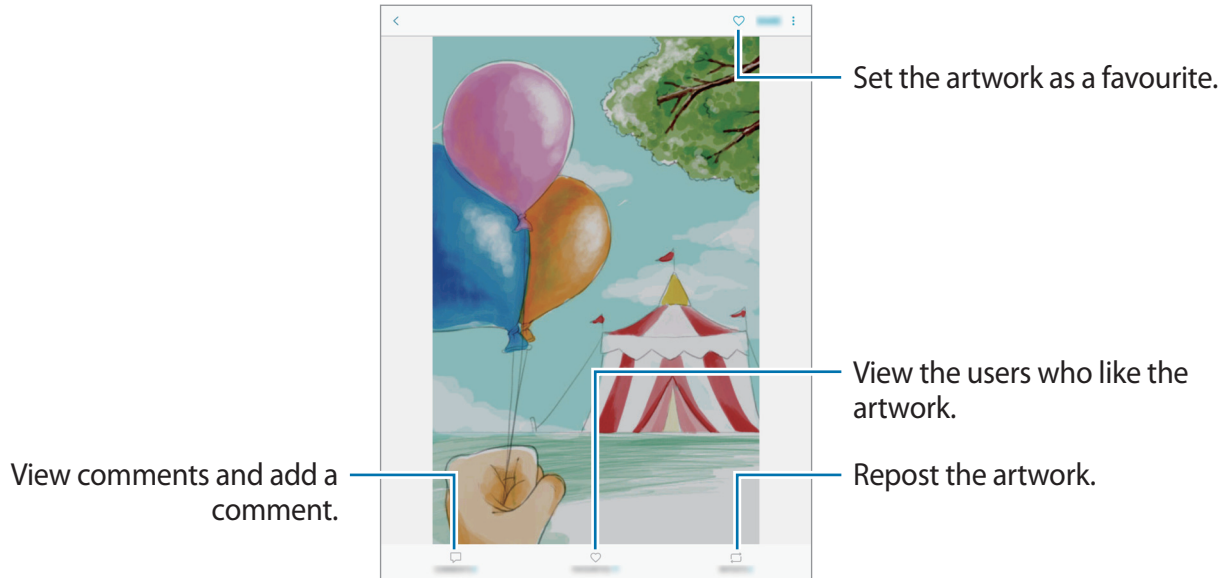 Set the artwork as a favourite.
View the users who like the
artwork.
View comments and add a
comment.
Repost the artwork.